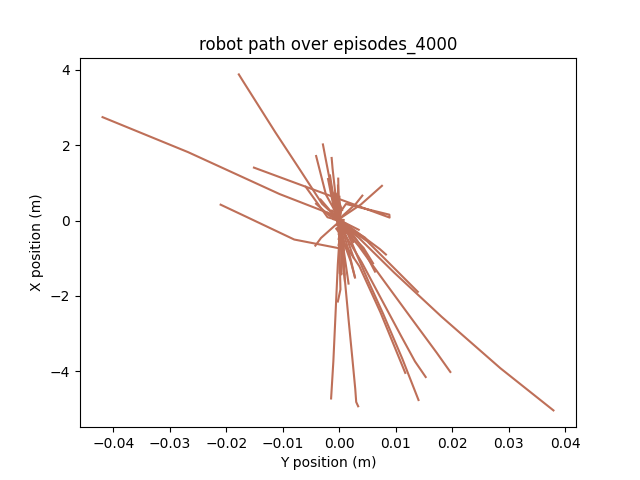 robot path over episodes_4000
4
2
0
−2
−4
X position (m)
−0.04 −0.03 −0.02 −0.01 0.00 0.01 0.02 0.03 0.04
Y position (m)